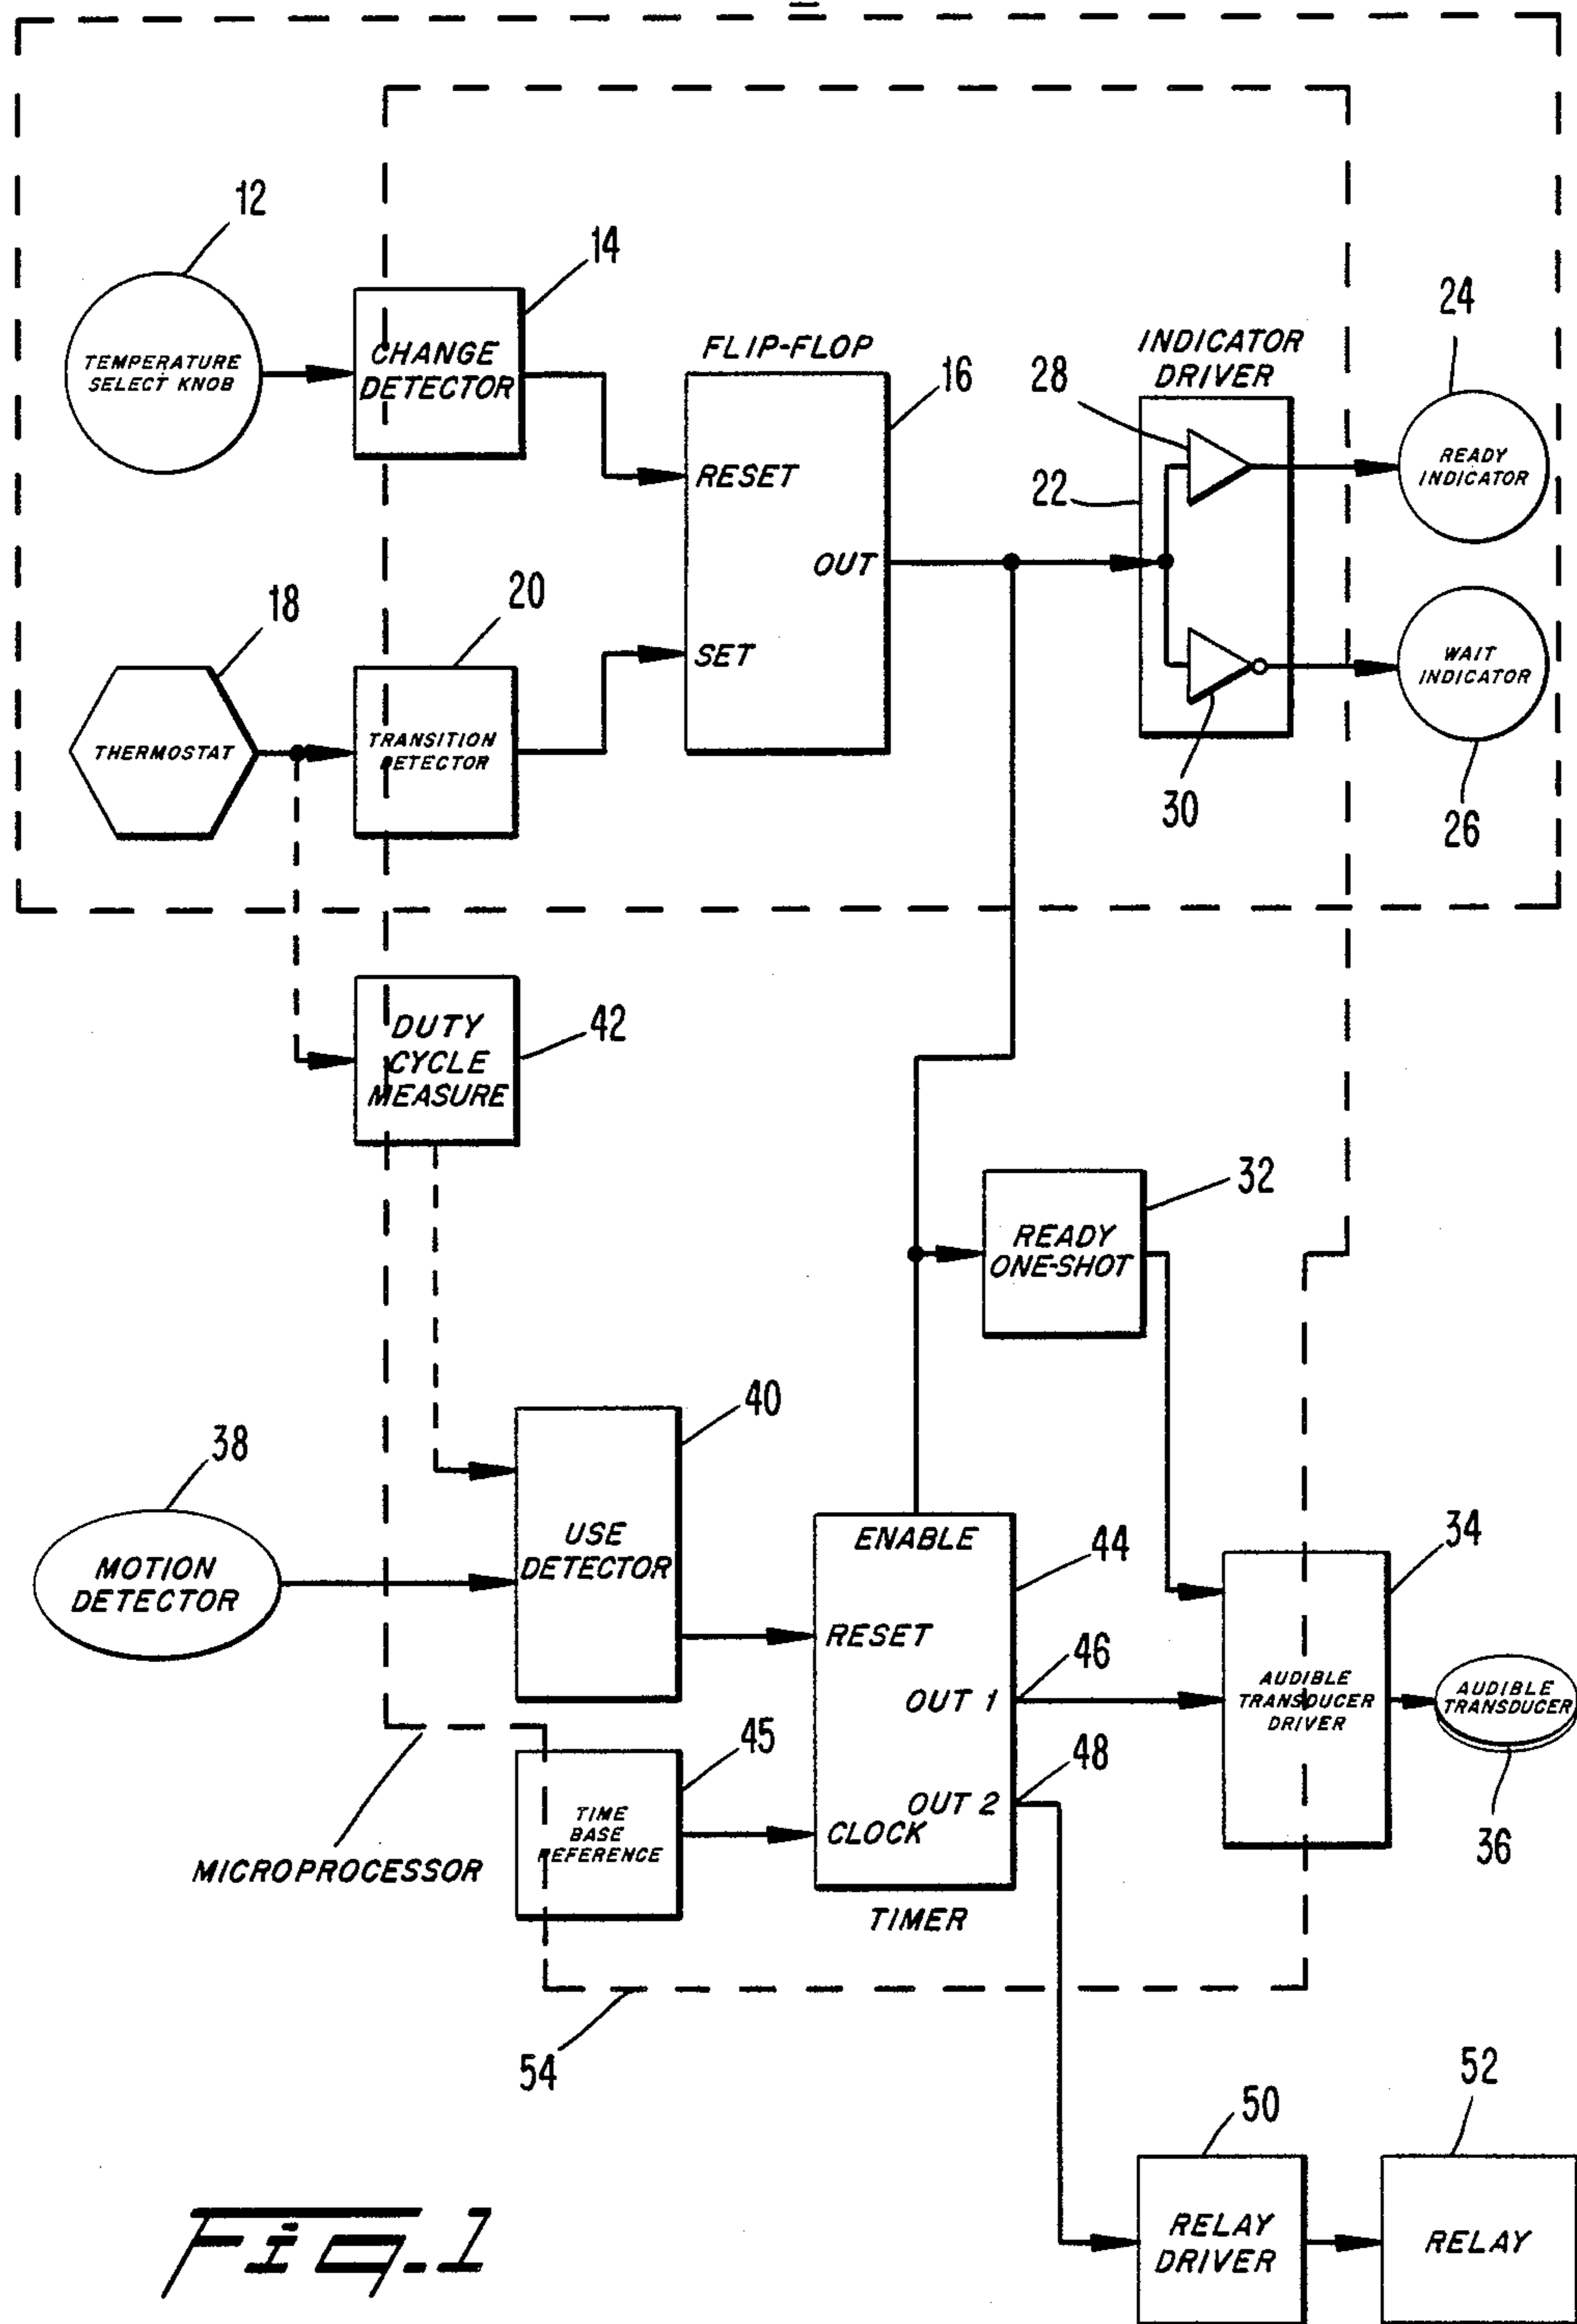 12
14
TEMPERATURE
SELECT KNOB
CHANGE
DETECTOR
FLIP-FLOP
16
RESET
OUT
SET
INDICATOR
DRIVER
28
22
30
24
READY
INDICATOR
WAIT
INDICATOR
26
18
THERMOSTAT
20
TRANSITION
DETECTOR
DUTY
CYCLE
MEASURE
42
READY
ONE-SHOT
32
38
MOTION
DETECTOR
40
USE
DETECTOR
ENABLE
44
RESET
OUT 1
46
OUT 2
48
CLOCK
TIMER
34
AUDIBLE
TRANSDUCER
DRIVER
AUDIBLE
TRANSDUCER
36
45
TIME
BASE
REFERENCE
MICROPROCESSOR
54
50
RELAY
DRIVER
52
RELAY
Fig. 1